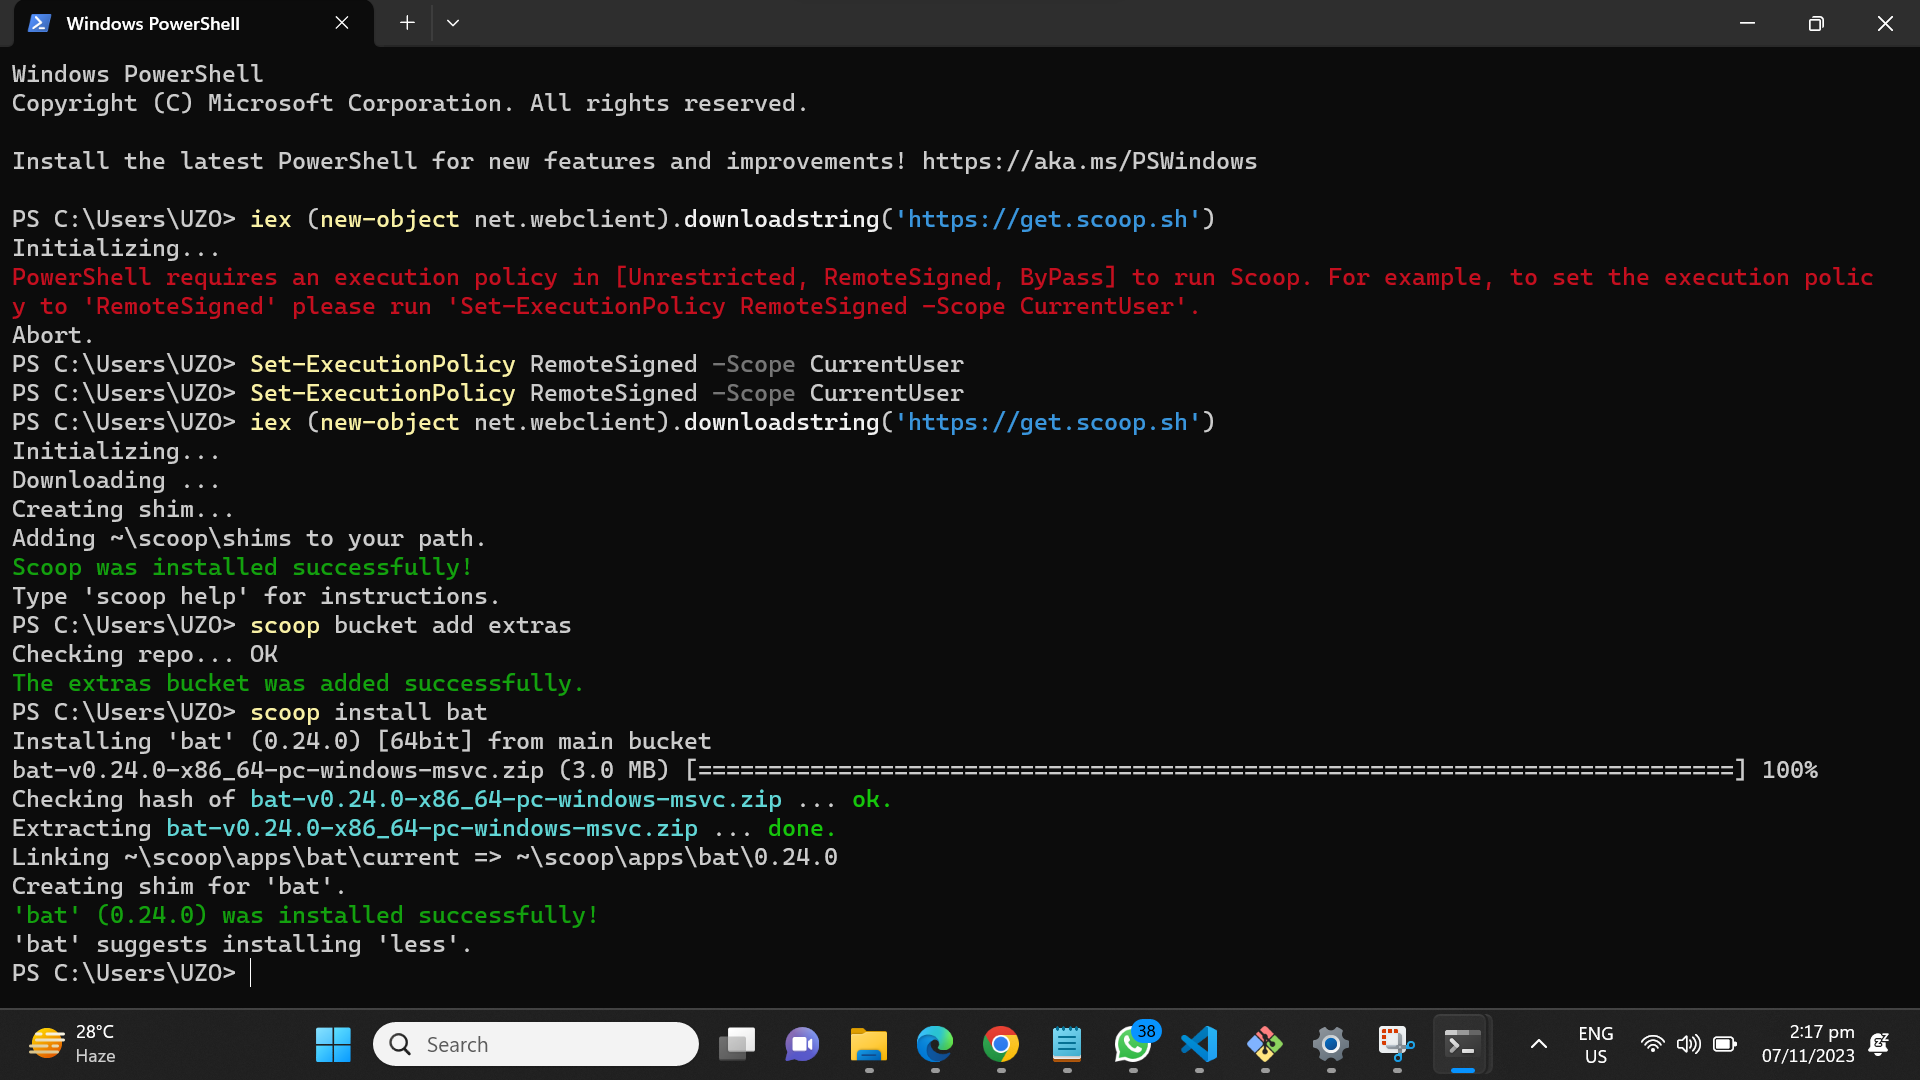 Windows PowerShell
Windows PowerShell
Copyright (C) Microsoft Corporation. All rights reserved.
Install the latest PowerShell for new features and improvements! https://aka.ms/PSWindows
PS C:\Users\UZO> iex (new-object net.webclient).downloadstring('https://get.scoop.sh')
Initializing...
PowerShell requires an execution policy in [Unrestricted, RemoteSigned, ByPass] to run Scoop. For example, to set the execution polic
y to 'RemoteSigned' please run 'Set-ExecutionPolicy RemoteSigned -Scope CurrentUser'.
Abort.
PS C:\Users\UZO> Set-ExecutionPolicy RemoteSigned -Scope CurrentUser
PS C:\Users\UZO> Set-ExecutionPolicy RemoteSigned -Scope CurrentUser
PS C:\Users\UZO> iex (new-object net.webclient).downloadstring('https://get.scoop.sh')
Initializing...
Downloading ...
Creating shim...
Adding ~\scoop\shims to your path.
Scoop was installed successfully!
Type 'scoop help' for instructions.
PS C:\Users\UZO> scoop bucket add extras
Checking repo... OK
The extras bucket was added successfully.
PS C:\Users\UZO> scoop install bat
Installing 'bat' (0.24.0) [64bit] from main bucket
bat-v0.24.0-x86_64-pc-windows-msvc.zip (3.0 MB) [==========================================================================] 100%
Checking hash of bat-v0.24.0-x86_64-pc-windows-msvc.zip ... ok.
Extracting bat-v0.24.0-x86_64-pc-windows-msvc.zip ... done.
Linking ~\scoop\apps\bat\current => ~\scoop\apps\bat\0.24.0
Creating shim for 'bat'.
'bat' (0.24.0) was installed successfully!
'bat' suggests installing 'less'.
PS C:\Users\UZO>
28°C
Haze
Search
38
ENG
US
2:17 pm
07/11/2023